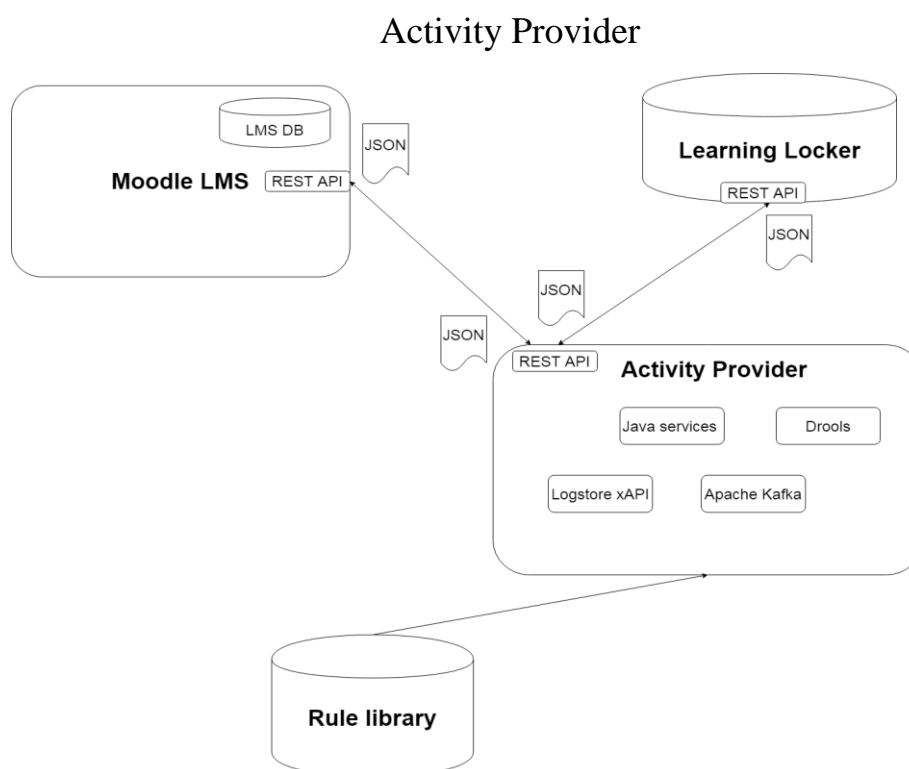 Activity Provider
LMS DB
JSON
Moodle LMS
REST API
Learning Locker
REST API
JSON
JSON
JSON
REST API
Activity Provider
Java services
Drools
Logstore xAPI
Apache Kafka
Rule library